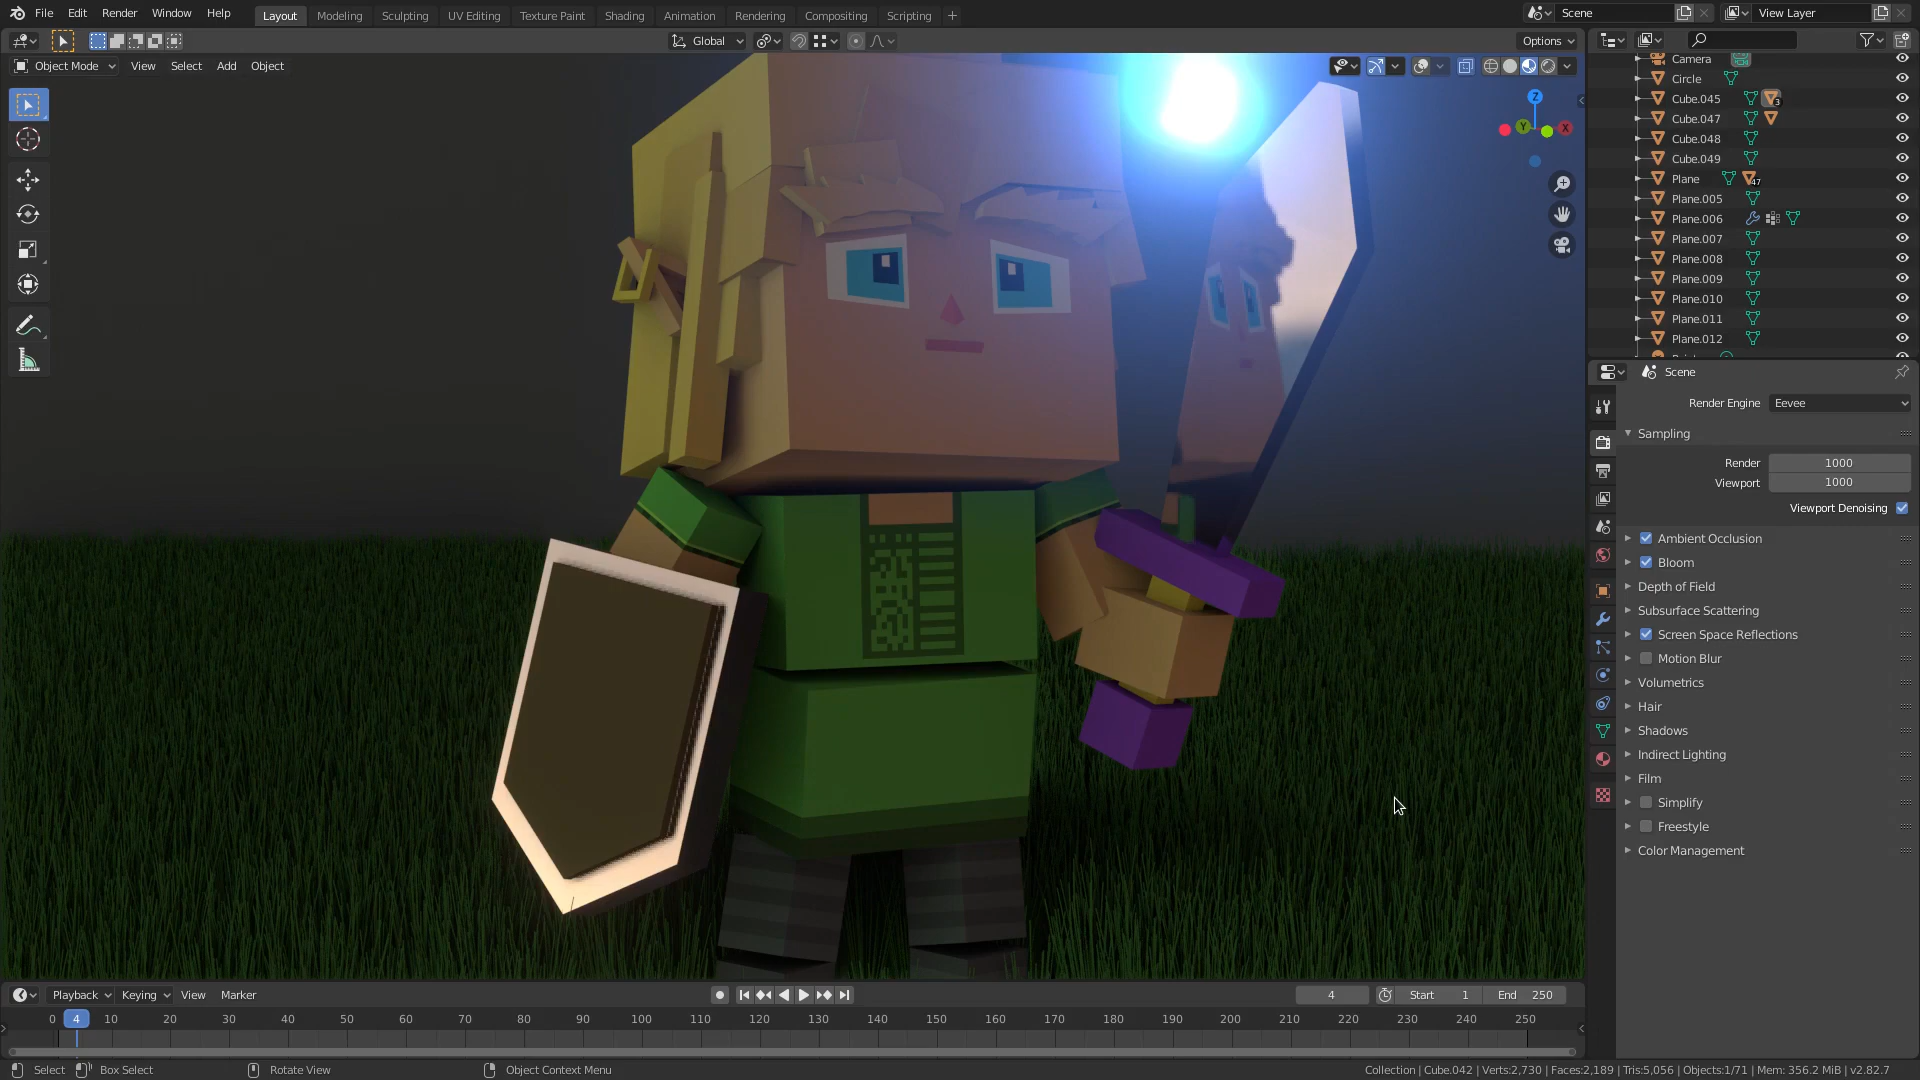 File Edit Render Window Help Layout Modeling Sculpting UV Editing Texture Paint Shading Animation Rendering Compositing Scripting + Scene View Layer
Global Options
Object Mode View Select Add Object
Z
Y
X
Camera
Circle
Cube.045 3
Cube.047
Cube.048
Cube.049
Plane 47
Plane.005
Plane.006
Plane.007
Plane.008
Plane.009
Plane.010
Plane.011
Plane.012
Scene
Render Engine Eevee
Sampling
Render 1000
Viewport 1000
Viewport Denoising
Ambient Occlusion
Bloom
Depth of Field
Subsurface Scattering
Screen Space Reflections
Motion Blur
Volumetrics
Hair
Shadows
Indirect Lighting
Film
Simplify
Freestyle
Color Management
Playback Keying View Marker 4 Start 1 End 250
0 4 10 20 30 40 50 60 70 80 90 100 110 120 130 140 150 160 170 180 190 200 210 220 230 240 250
Select Box Select Rotate View Object Context Menu Collection | Cube.042 | Verts:2,730 | Faces:2,189 | Tris:5,056 | Objects:1/71 | Mem: 356.2 MiB | v2.82.7